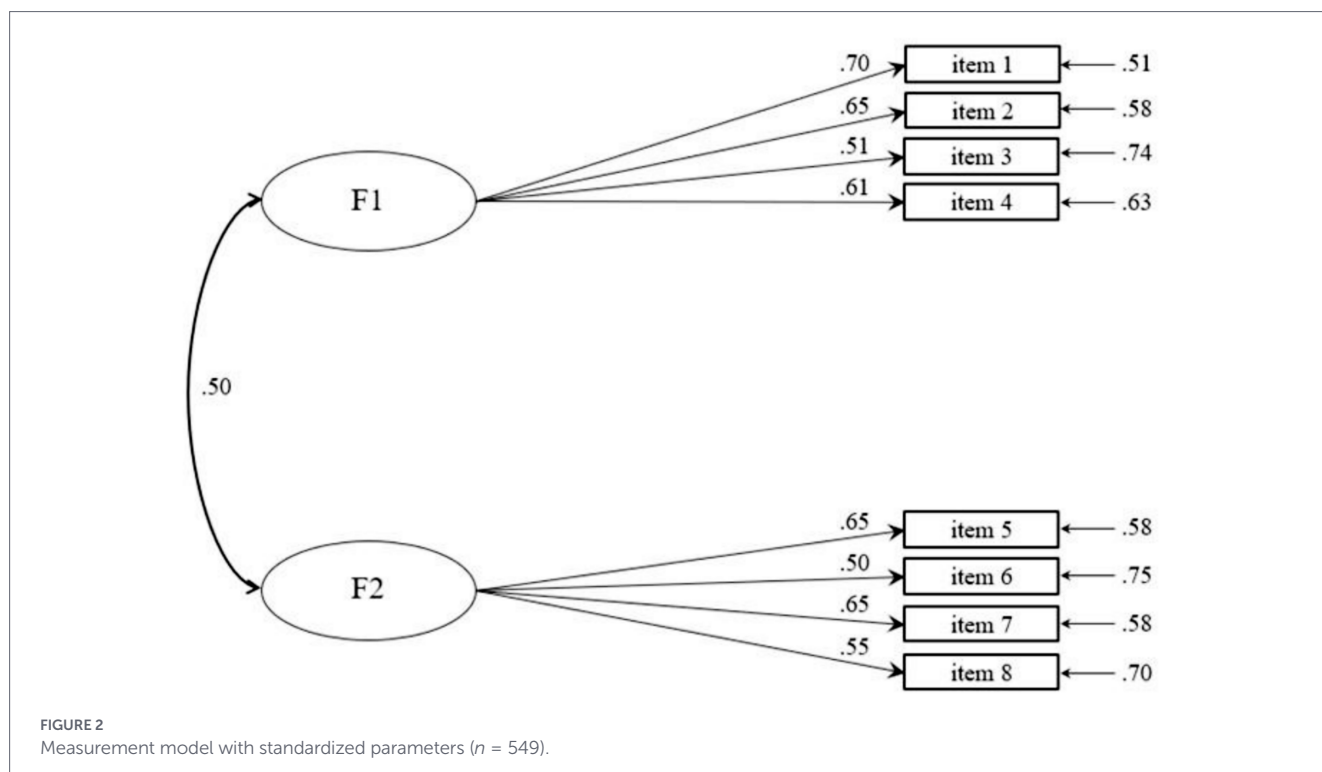 .70 item 1 .51
.65 item 2 .58
.51 item 3 .74
.61 item 4 .63
F1
.50
.65 item 5 .58
.50 item 6 .75
F2
.65 item 7 .58
.55 item 8 .70
FIGURE 2
Measurement model with standardized parameters (n = 549).